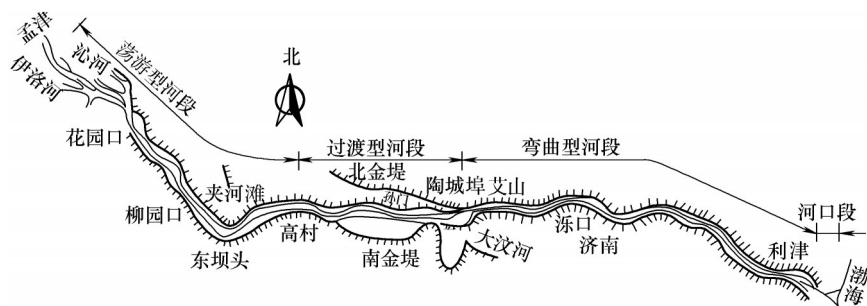 孟津
沁河
伊洛河
荡游型河段
北
花园口
过渡型河段
弯曲型河段
北金堤
孙口
陶城埠
艾山
夹河滩
柳园口
东坝头
高村
南金堤
大汶河
泺口
济南
河口段
利津
渤海